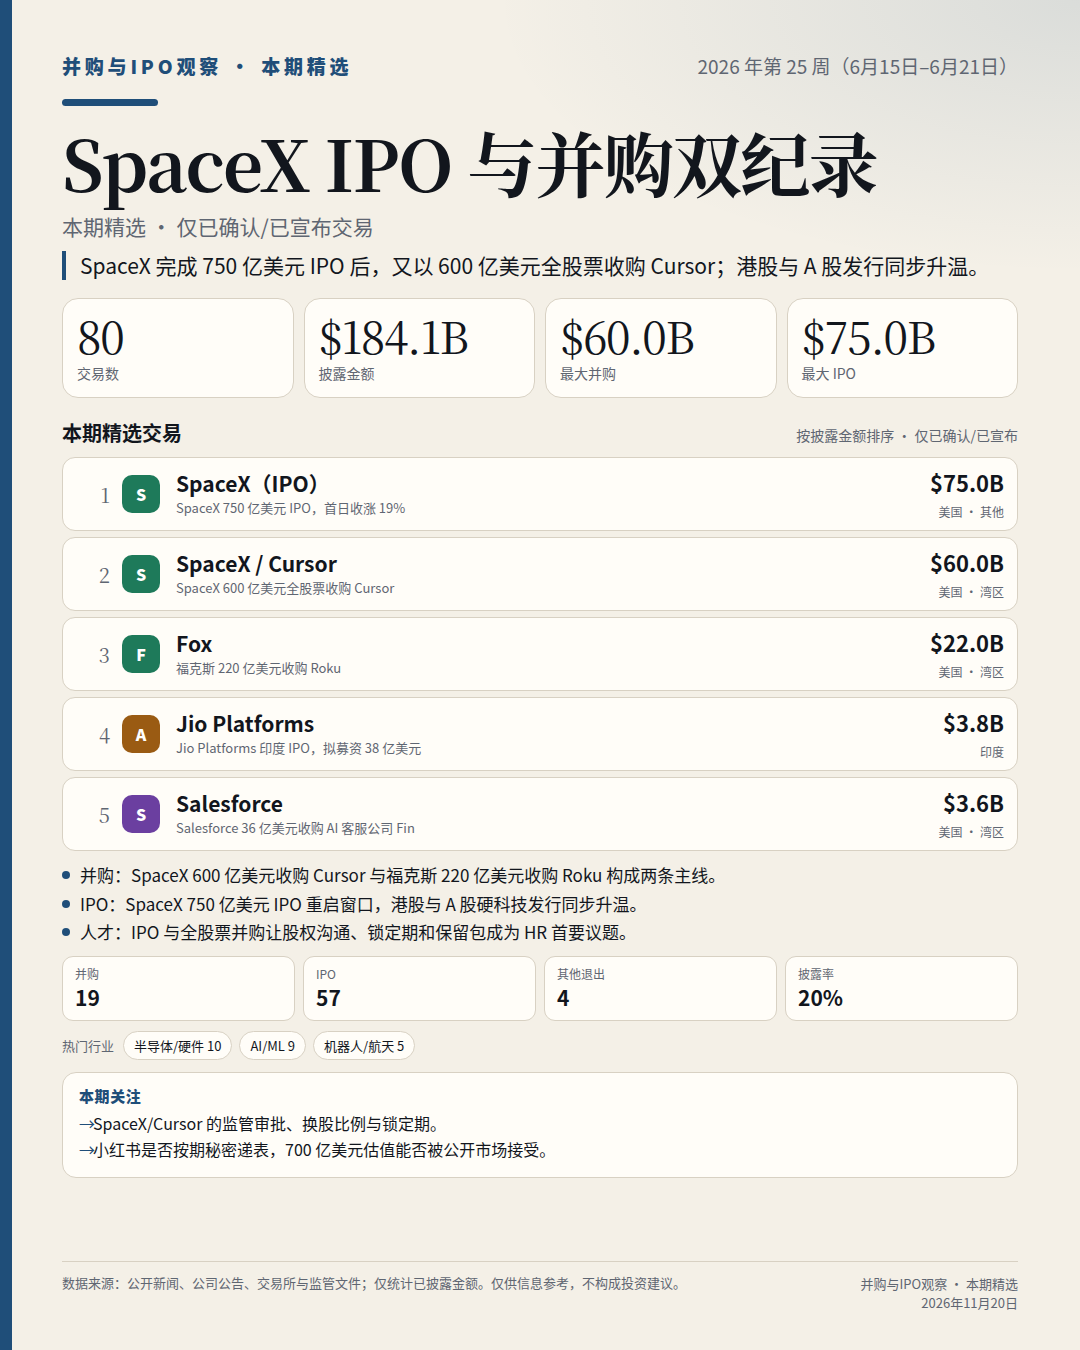 并购与IPO观察 · 本期精选
2026 年第 25 周（6月15日–6月21日）
SpaceX IPO 与并购双纪录
本期精选 · 仅已确认/已宣布交易
SpaceX 完成 750 亿美元 IPO 后，又以 600 亿美元全股票收购 Cursor；港股与 A 股发行同步升温。
80
交易数
$184.1B
披露金额
$60.0B
最大并购
$75.0B
最大 IPO
本期精选交易
按披露金额排序 · 仅已确认/已宣布
1
S
SpaceX（IPO）
SpaceX 750 亿美元 IPO，首日收涨 19%
$75.0B
美国 · 其他
2
S
SpaceX / Cursor
SpaceX 600 亿美元全股票收购 Cursor
$60.0B
美国 · 湾区
3
F
Fox
福克斯 220 亿美元收购 Roku
$22.0B
美国 · 湾区
4
A
Jio Platforms
Jio Platforms 印度 IPO，拟募资 38 亿美元
$3.8B
印度
5
S
Salesforce
Salesforce 36 亿美元收购 AI 客服公司 Fin
$3.6B
美国 · 湾区
并购：SpaceX 600 亿美元收购 Cursor 与福克斯 220 亿美元收购 Roku 构成两条主线。
IPO：SpaceX 750 亿美元 IPO 重启窗口，港股与 A 股硬科技发行同步升温。
人才：IPO 与全股票并购让股权沟通、锁定期和保留包成为 HR 首要议题。
并购
19
IPO
57
其他退出
4
披露率
20%
热门行业
半导体/硬件 10
AI/ML 9
机器人/航天 5
本期关注
→SpaceX/Cursor 的监管审批、换股比例与锁定期。
→小红书是否按期秘密递表，700 亿美元估值能否被公开市场接受。
数据来源：公开新闻、公司公告、交易所与监管文件；仅统计已披露金额。仅供信息参考，不构成投资建议。
并购与IPO观察 · 本期精选
2026年11月20日